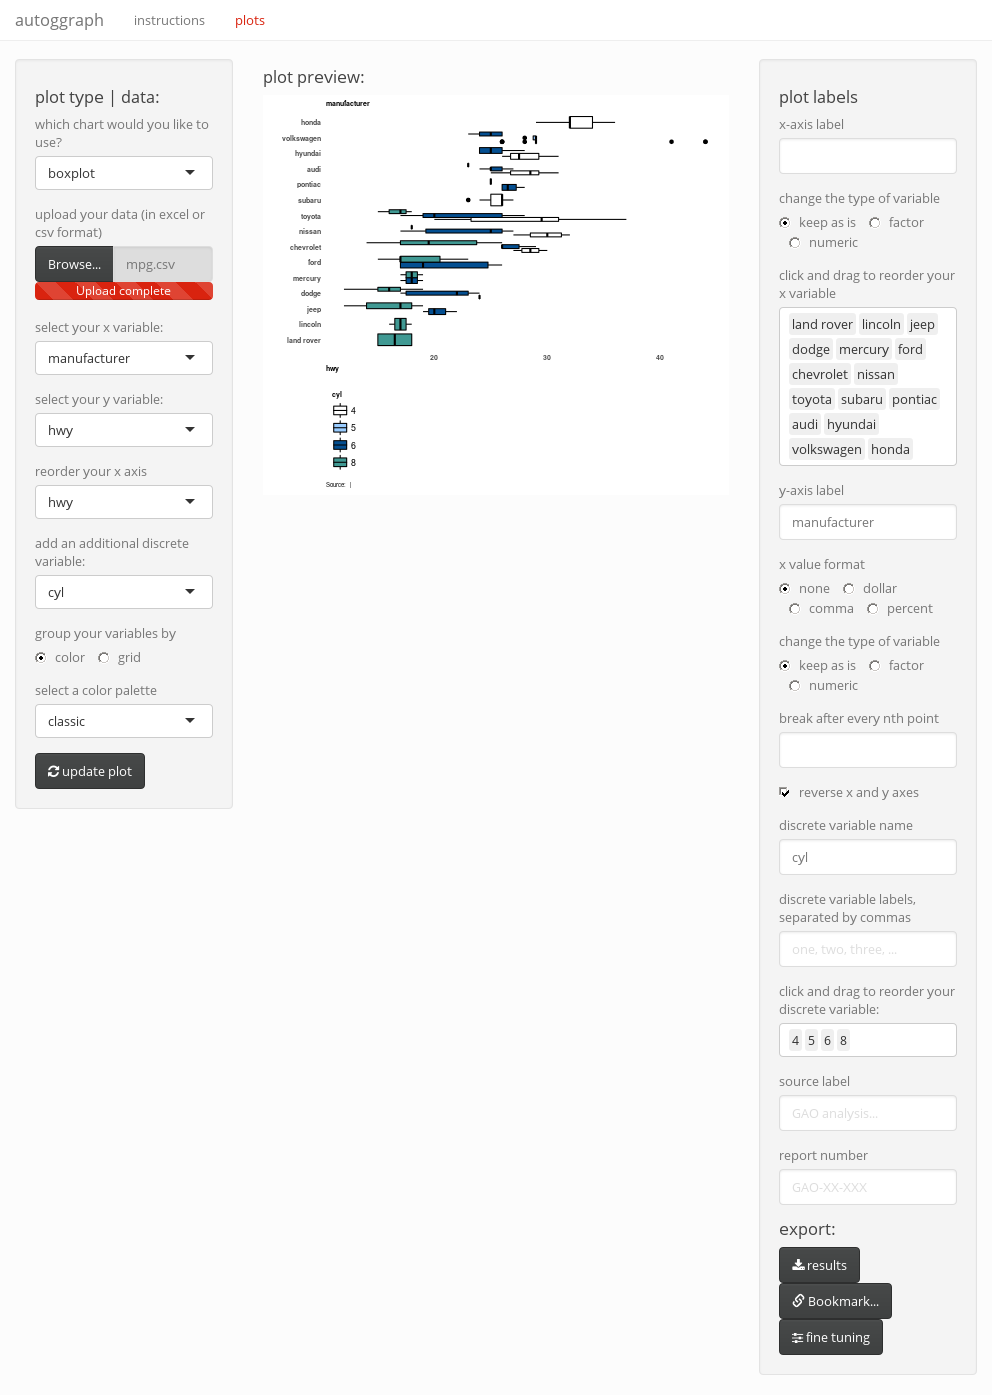 autoggraph instructions plots
plot type | data:
which chart would you like to
use?
boxplot
upload your data (in excel or
csv format)
Browse... mpg.csv
Upload complete
select your x variable:
manufacturer
select your y variable:
hwy
reorder your x axis
hwy
add an additional discrete
variable:
cyl
group your variables by
color grid
select a color palette
classic
update plot
plot preview:
manufacturer
honda
volkswagen
hyundai
audi
pontiac
subaru
toyota
nissan
chevrolet
ford
mercury
dodge
jeep
lincoln
land rover
20 30 40
hwy
cyl
4
5
6
8
Source: |
plot labels
x-axis label
change the type of variable
keep as is factor
numeric
click and drag to reorder your
x variable
land rover lincoln jeep
dodge mercury ford
chevrolet nissan
toyota subaru pontiac
audi hyundai
volkswagen honda
y-axis label
manufacturer
x value format
none dollar
comma percent
change the type of variable
keep as is factor
numeric
break after every nth point
reverse x and y axes
discrete variable name
cyl
discrete variable labels,
separated by commas
one, two, three, ...
click and drag to reorder your
discrete variable:
4 5 6 8
source label
GAO analysis...
report number
GAO-XX-XXX
export:
results
Bookmark...
fine tuning